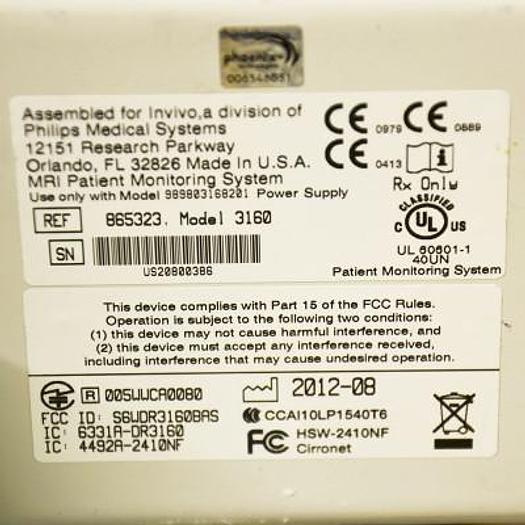 phoenix
Assembled for Invivo,a division of
Philips Medical Systems
12151 Research Parkway
Orlando, FL 32826 Made In U.S.A.
MRI Patient Monitoring System
Use only with Model 989803168201 Power Supply
CE 0979 CE 0889
CE 0413 i
Rx Only
REF 865323. Model 3160
SN
US20800386
CLASSIFIED
C UL US
UL 60601-1
40UN
Patient Monitoring System
This device complies with Part 15 of the FCC Rules.
Operation is subject to the following two conditions:
(1) this device may not cause harmful interference, and
(2) this device must accept any interference received,
including interference that may cause undesired operation.
R 005WWCA0080
2012-08
FCC ID: S6WDR3160BAS
CCAI10LP1540T6
IC: 6331A-DR3160
IC: 4492A-2410NF
FC HSW-2410NF
Cirronet